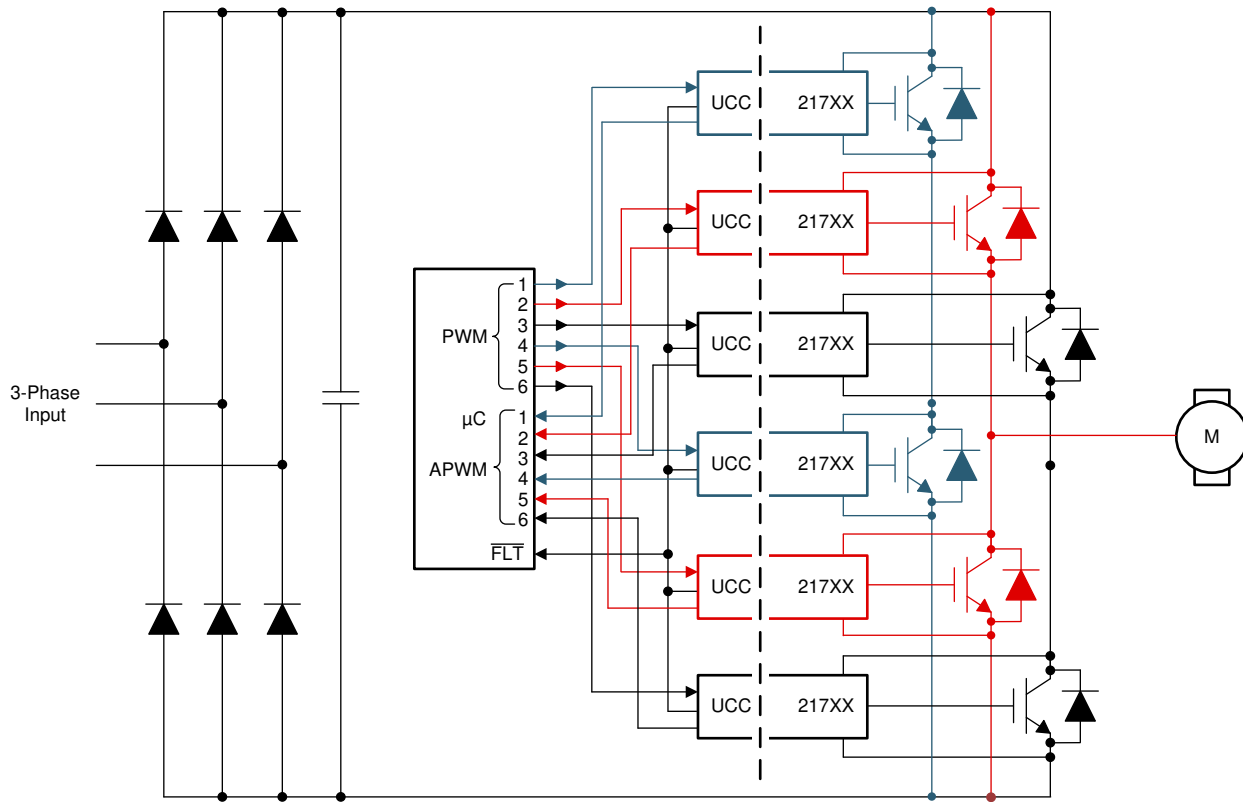 UCC 217XX
UCC 217XX
1
2
3
PWM
4
5
6
UCC 217XX
3-Phase
Input
µC
1
2
3
APWM
4
5
6
M
UCC 217XX
FLT
UCC 217XX
UCC 217XX